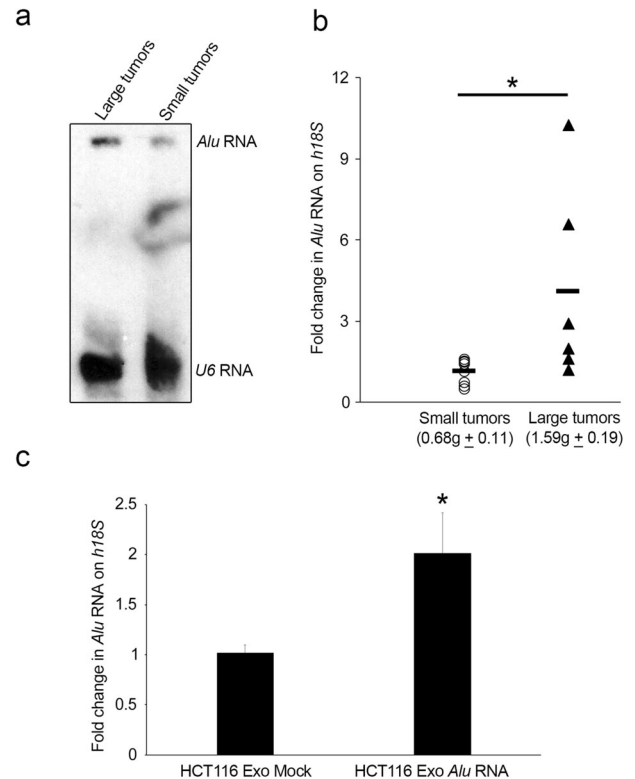 a
Large tumors
Small tumors
Alu RNA
U6 RNA
b
*
Fold change in Alu RNA on h18S
12
9
6
3
0
Small tumors
(0.68g ± 0.11)
Large tumors
(1.59g ± 0.19)
c
*
Fold change in Alu RNA on h18S
2.5
2
1.5
1
0.5
0
HCT116 Exo Mock
HCT116 Exo Alu RNA